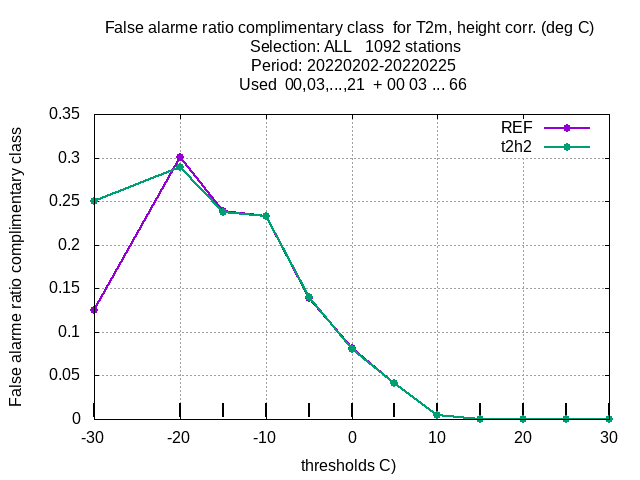 False alarme ratio complimentary class  for T2m, height corr. (deg C)
Selection: ALL   1092 stations
Period: 20220202-20220225
Used  00,03,...,21  + 00 03 ... 66
REF
t2h2
False alarme ratio complimentary class
0.35
0.3
0.25
0.2
0.15
0.1
0.05
0
-30 -20 -10 0 10 20 30
thresholds C)